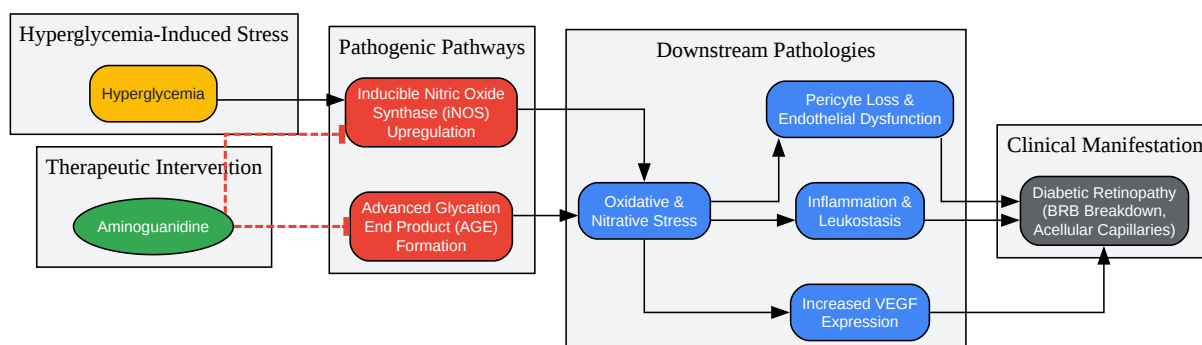 Hyperglycemia-Induced Stress
Hyperglycemia
Therapeutic Intervention
Aminoguanidine
Pathogenic Pathways
Inducible Nitric Oxide
Synthase (iNOS)
Upregulation
Advanced Glycation
End Product (AGE)
Formation
Downstream Pathologies
Pericyte Loss &
Endothelial Dysfunction
Oxidative &
Nitrative Stress
Inflammation &
Leukostasis
Increased VEGF
Expression
Clinical Manifestation
Diabetic Retinopathy
(BRB Breakdown,
Acellular Capillaries)